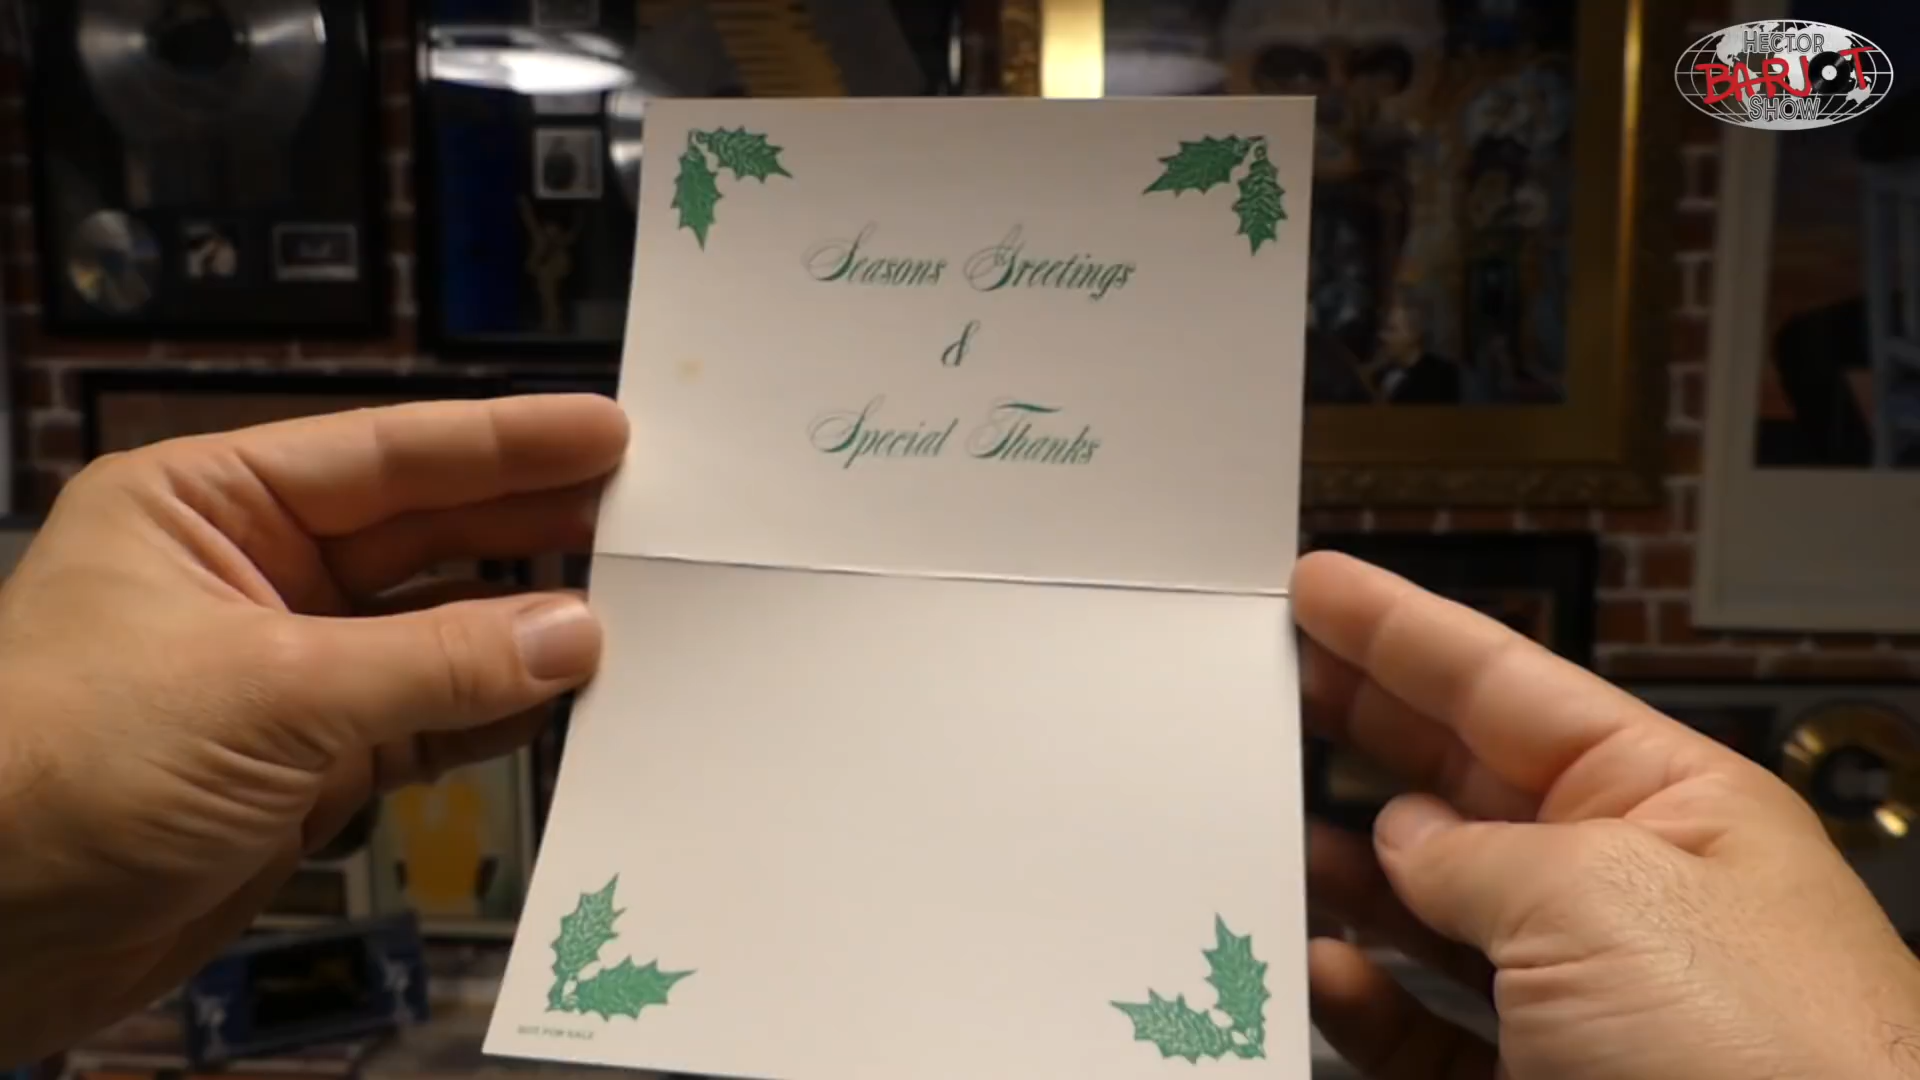 HECTOR
BARJOT
SHOW
Seasons Greetings
&
Special Thanks
NOT FOR SALE